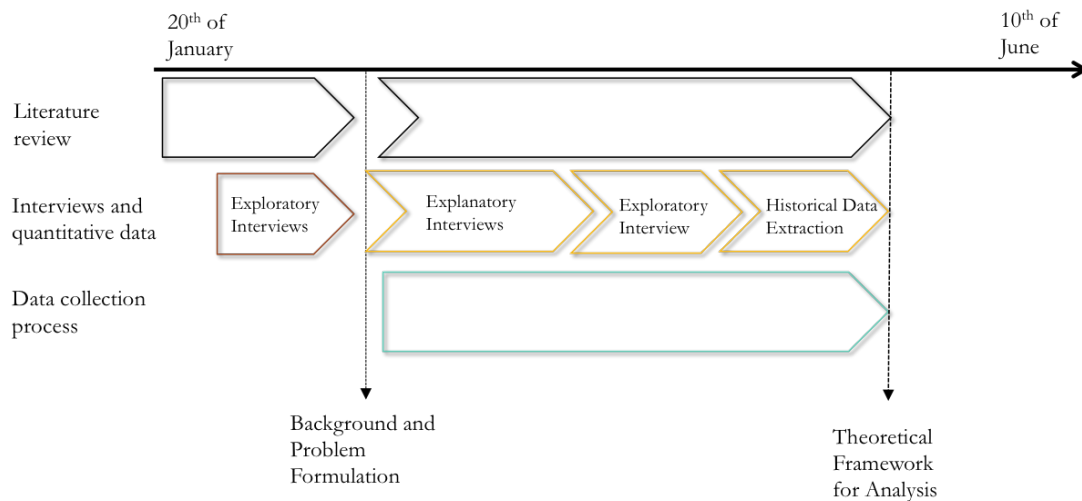 20th of
January
10th of
June
Literature
review
Interviews and
quantitative data
Exploratory
Interviews
Explanatory
Interviews
Exploratory
Interview
Historical Data
Extraction
Data collection
process
Background and
Problem
Formulation
Theoretical
Framework
for Analysis